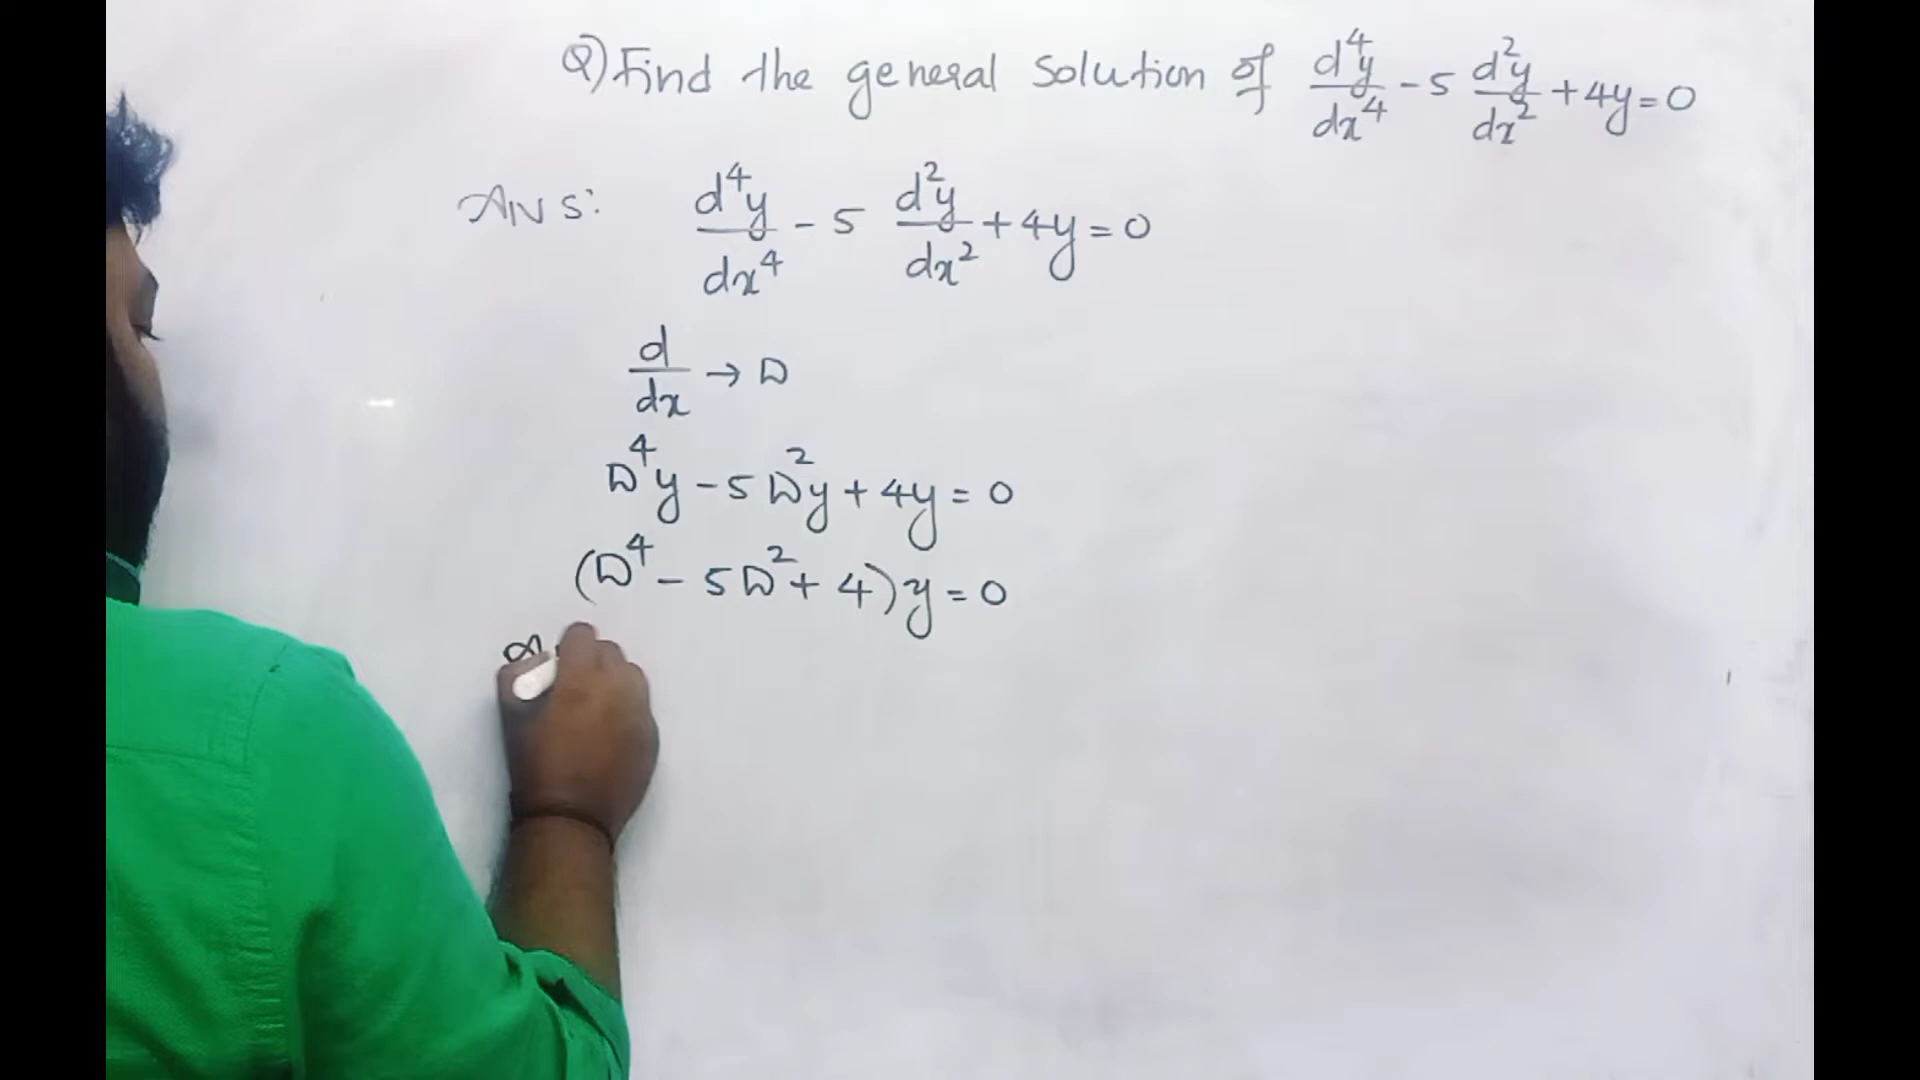 Q) Find the general solution of d⁴y/dx⁴ - 5 d²y/dx² + 4y = 0
ANS: d⁴y/dx⁴ - 5 d²y/dx² + 4y = 0
d/dx → D
D⁴y - 5D²y + 4y = 0
(D⁴ - 5D² + 4)y = 0